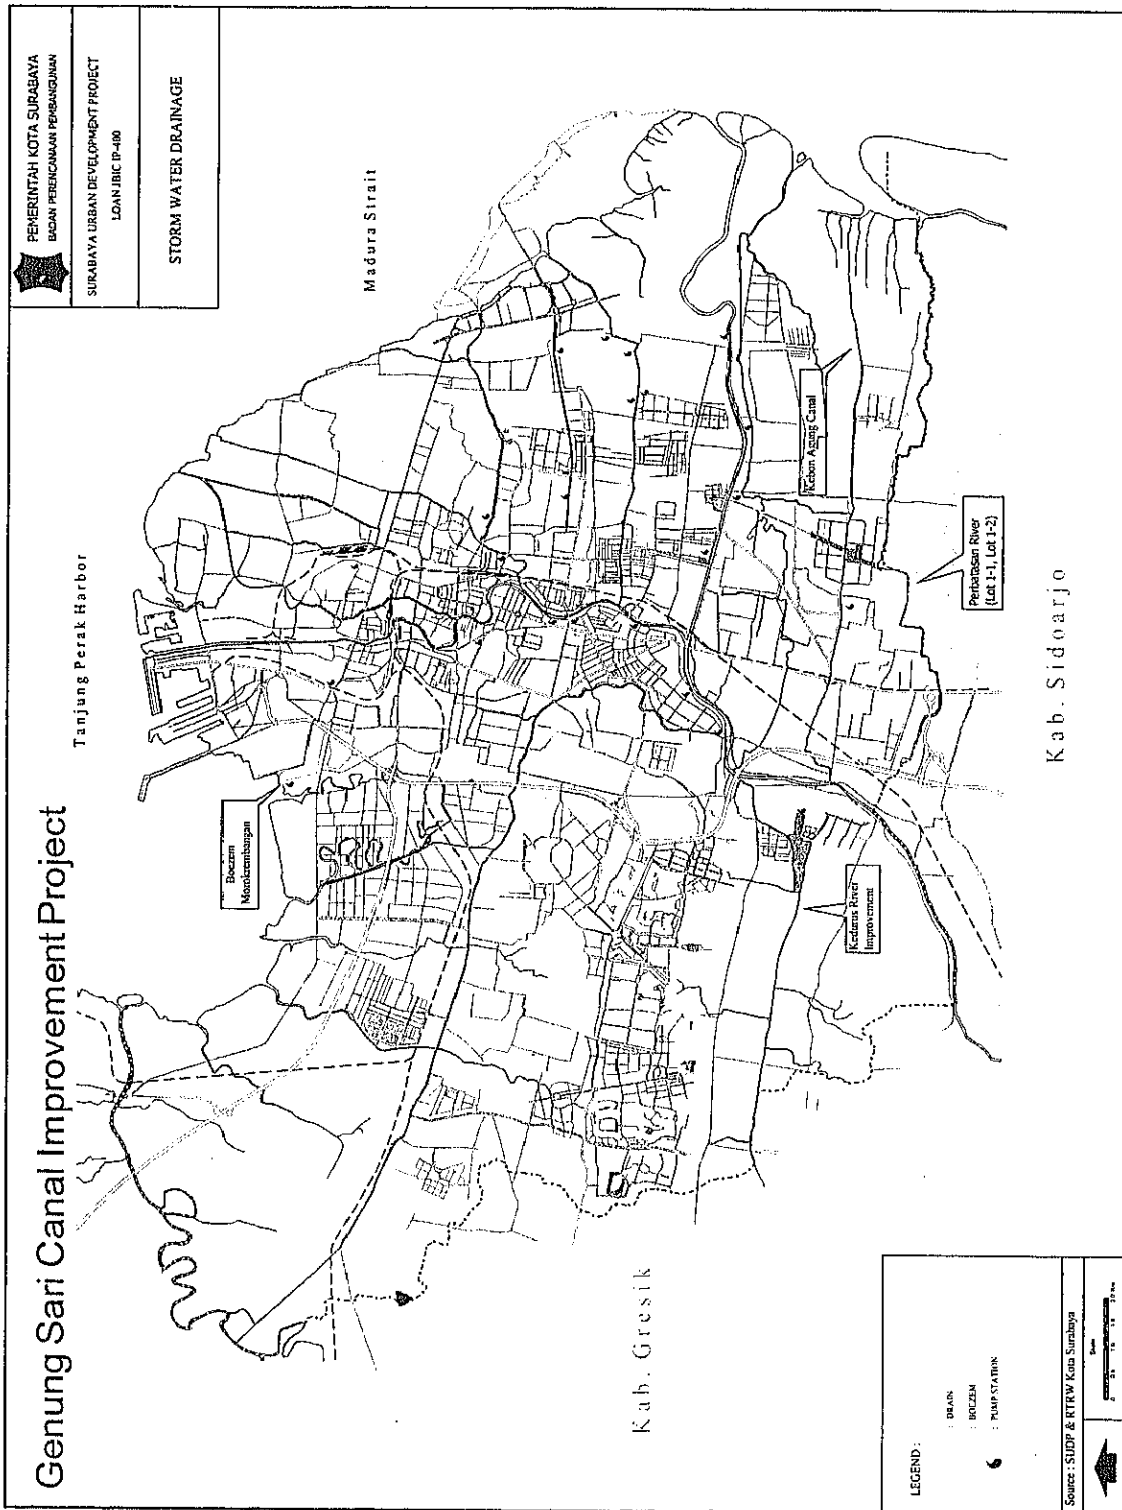 Genung Sari Canal Improvement Project
PEMERINTAH KOTA SURABAYA
BADAN PERENCANAAN PEMBANGUNAN
SURABAYA URBAN DEVELOPMENT PROJECT
LOAN JBIC IP-400
STORM WATER DRAINAGE
Tanjung Perak Harbor
Madura Strait
Boezem
Morokrembangan
Kebon Agung Canal
Kedurus River
Improvement
Perbatasan River
(Lot 1-1, Lot 1-2)
Kab. Gresik
Kab. Sidoarjo
LEGEND :
: DRAIN
: BOEZEM
: PUMP STATION
Source : SUDP & RTRW Kota Surabaya
Scale